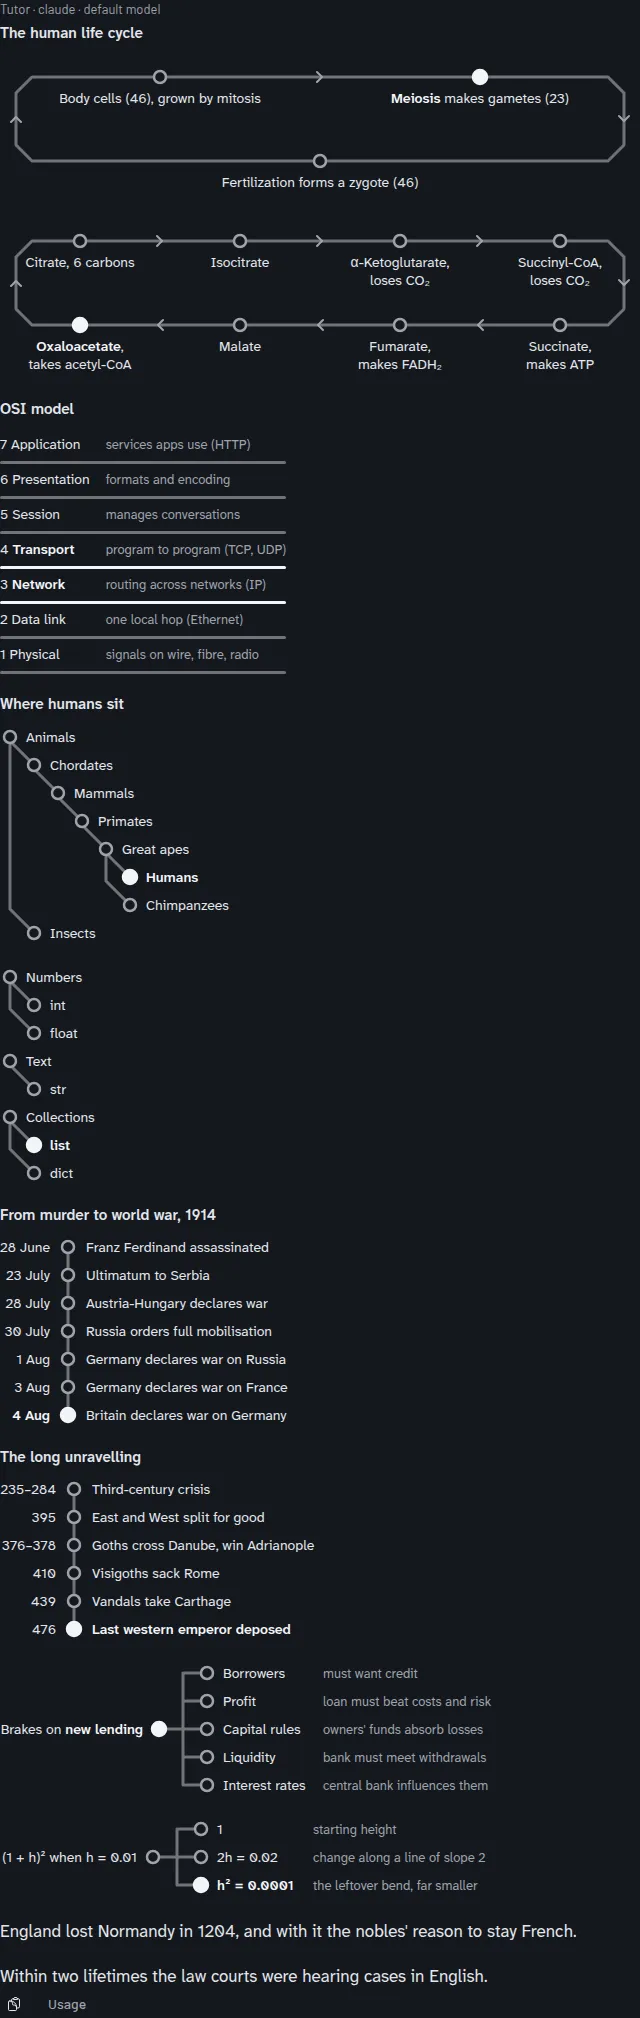 Tutor · claude · default model
The human life cycle
Body cells (46), grown by mitosis
Meiosis makes gametes (23)
Fertilization forms a zygote (46)
Citrate, 6 carbons
Isocitrate
α-Ketoglutarate,
loses CO₂
Succinyl-CoA,
loses CO₂
Oxaloacetate,
takes acetyl-CoA
Malate
Fumarate,
makes FADH₂
Succinate,
makes ATP
OSI model
7 Application services apps use (HTTP)
6 Presentation formats and encoding
5 Session manages conversations
4 Transport program to program (TCP, UDP)
3 Network routing across networks (IP)
2 Data link one local hop (Ethernet)
1 Physical signals on wire, fibre, radio
Where humans sit
Animals
Chordates
Mammals
Primates
Great apes
Humans
Chimpanzees
Insects
Numbers
int
float
Text
str
Collections
list
dict
From murder to world war, 1914
28 June Franz Ferdinand assassinated
23 July Ultimatum to Serbia
28 July Austria-Hungary declares war
30 July Russia orders full mobilisation
1 Aug Germany declares war on Russia
3 Aug Germany declares war on France
4 Aug Britain declares war on Germany
The long unravelling
235–284 Third-century crisis
395 East and West split for good
376–378 Goths cross Danube, win Adrianople
410 Visigoths sack Rome
439 Vandals take Carthage
476 Last western emperor deposed
Borrowers must want credit
Profit loan must beat costs and risk
Brakes on new lending Capital rules owners' funds absorb losses
Liquidity bank must meet withdrawals
Interest rates central bank influences them
1 starting height
(1 + h)² when h = 0.01 2h = 0.02 change along a line of slope 2
h² = 0.0001 the leftover bend, far smaller
England lost Normandy in 1204, and with it the nobles' reason to stay French.
Within two lifetimes the law courts were hearing cases in English.
Usage